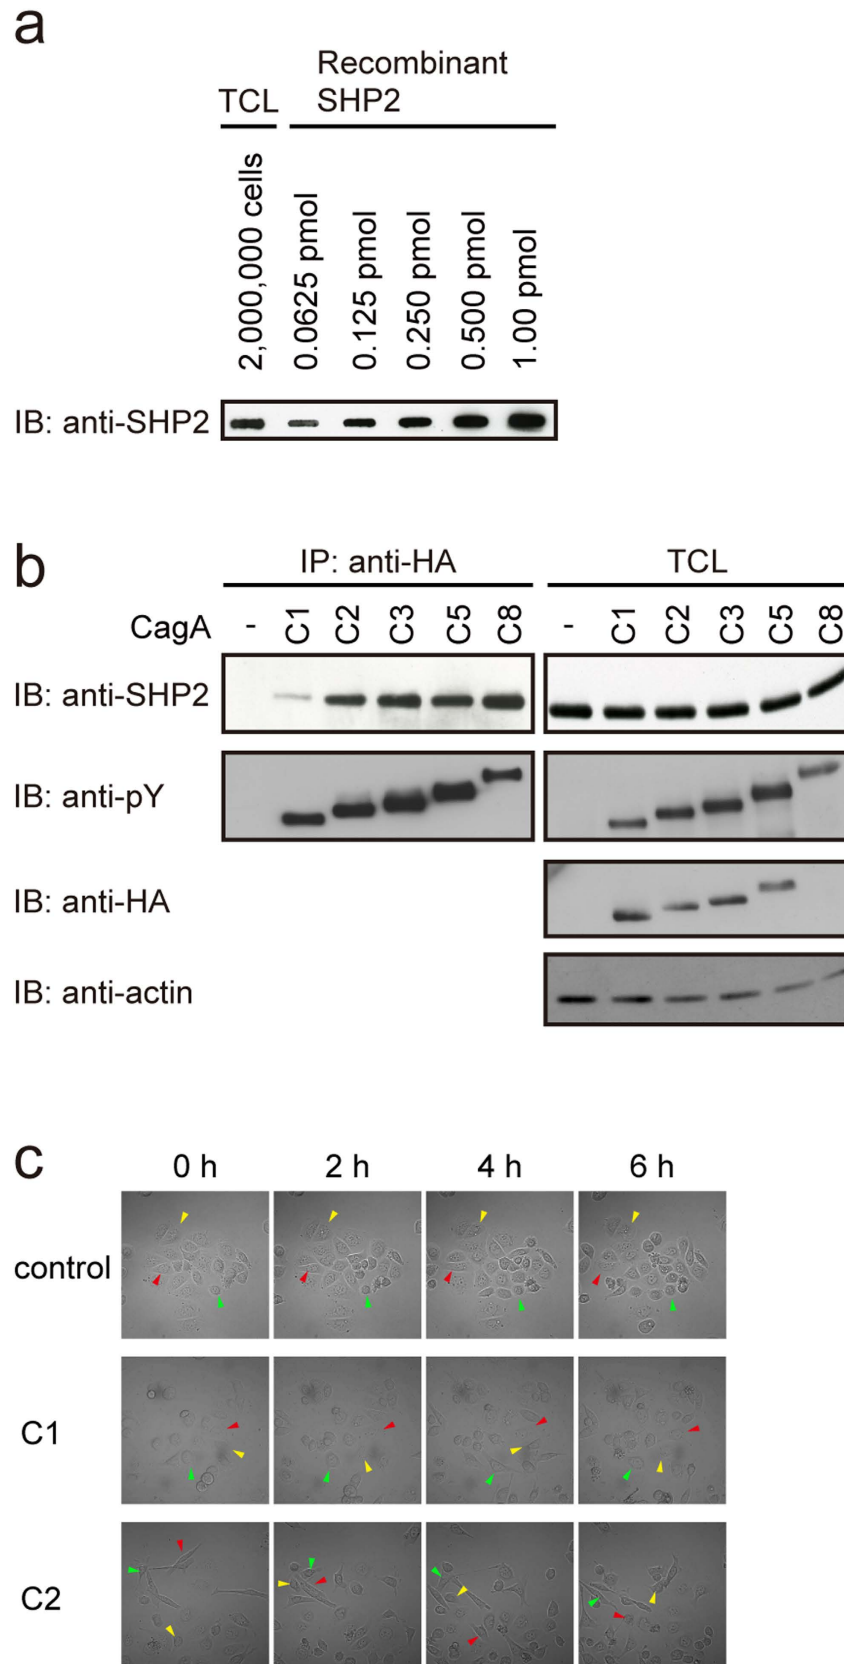 a
Recombinant
TCL SHP2
2,000,000 cells
0.0625 pmol
0.125 pmol
0.250 pmol
0.500 pmol
1.00 pmol
IB: anti-SHP2
b
IP: anti-HA TCL
CagA - C1 C2 C3 C5 C8 - C1 C2 C3 C5 C8
IB: anti-SHP2
IB: anti-pY
IB: anti-HA
IB: anti-actin
c
0 h 2 h 4 h 6 h
control
C1
C2